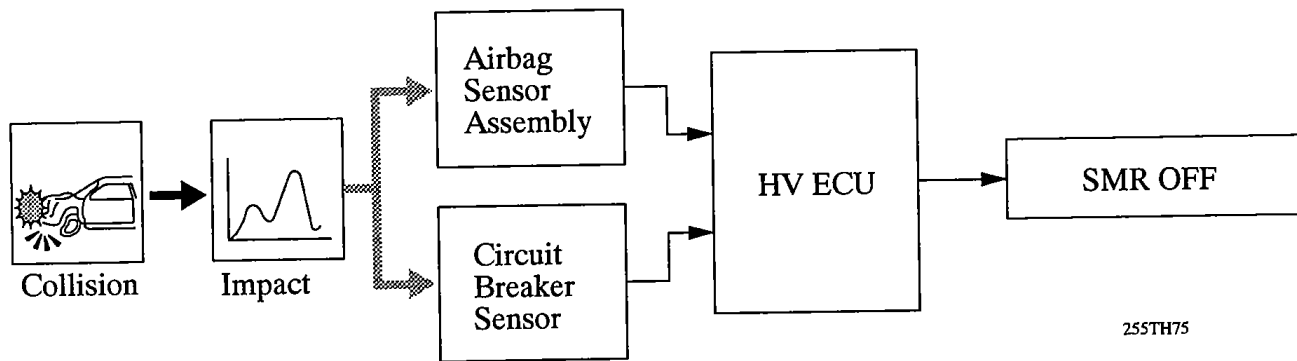 Airbag
Sensor
Assembly
Collision
Impact
Circuit
Breaker
Sensor
HV ECU
SMR OFF
255TH75